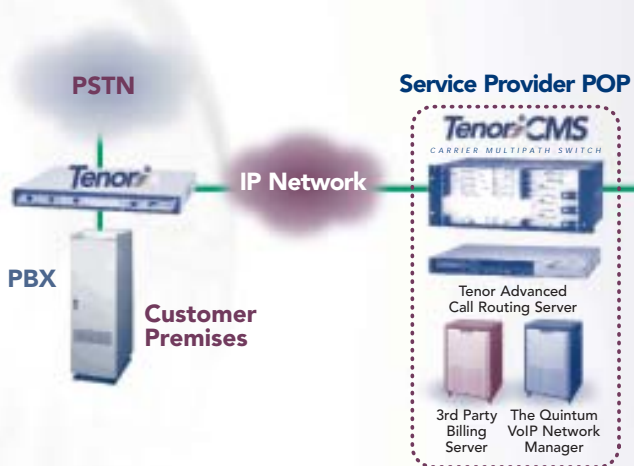 PSTN
Tenor
PBX
Customer
Premises
IP Network
Service Provider POP
Tenor CMS
CARRIER MULTIPATH SWITCH
Tenor Advanced
Call Routing Server
3rd Party
Billing
Server
The Quintum
VoIP Network
Manager